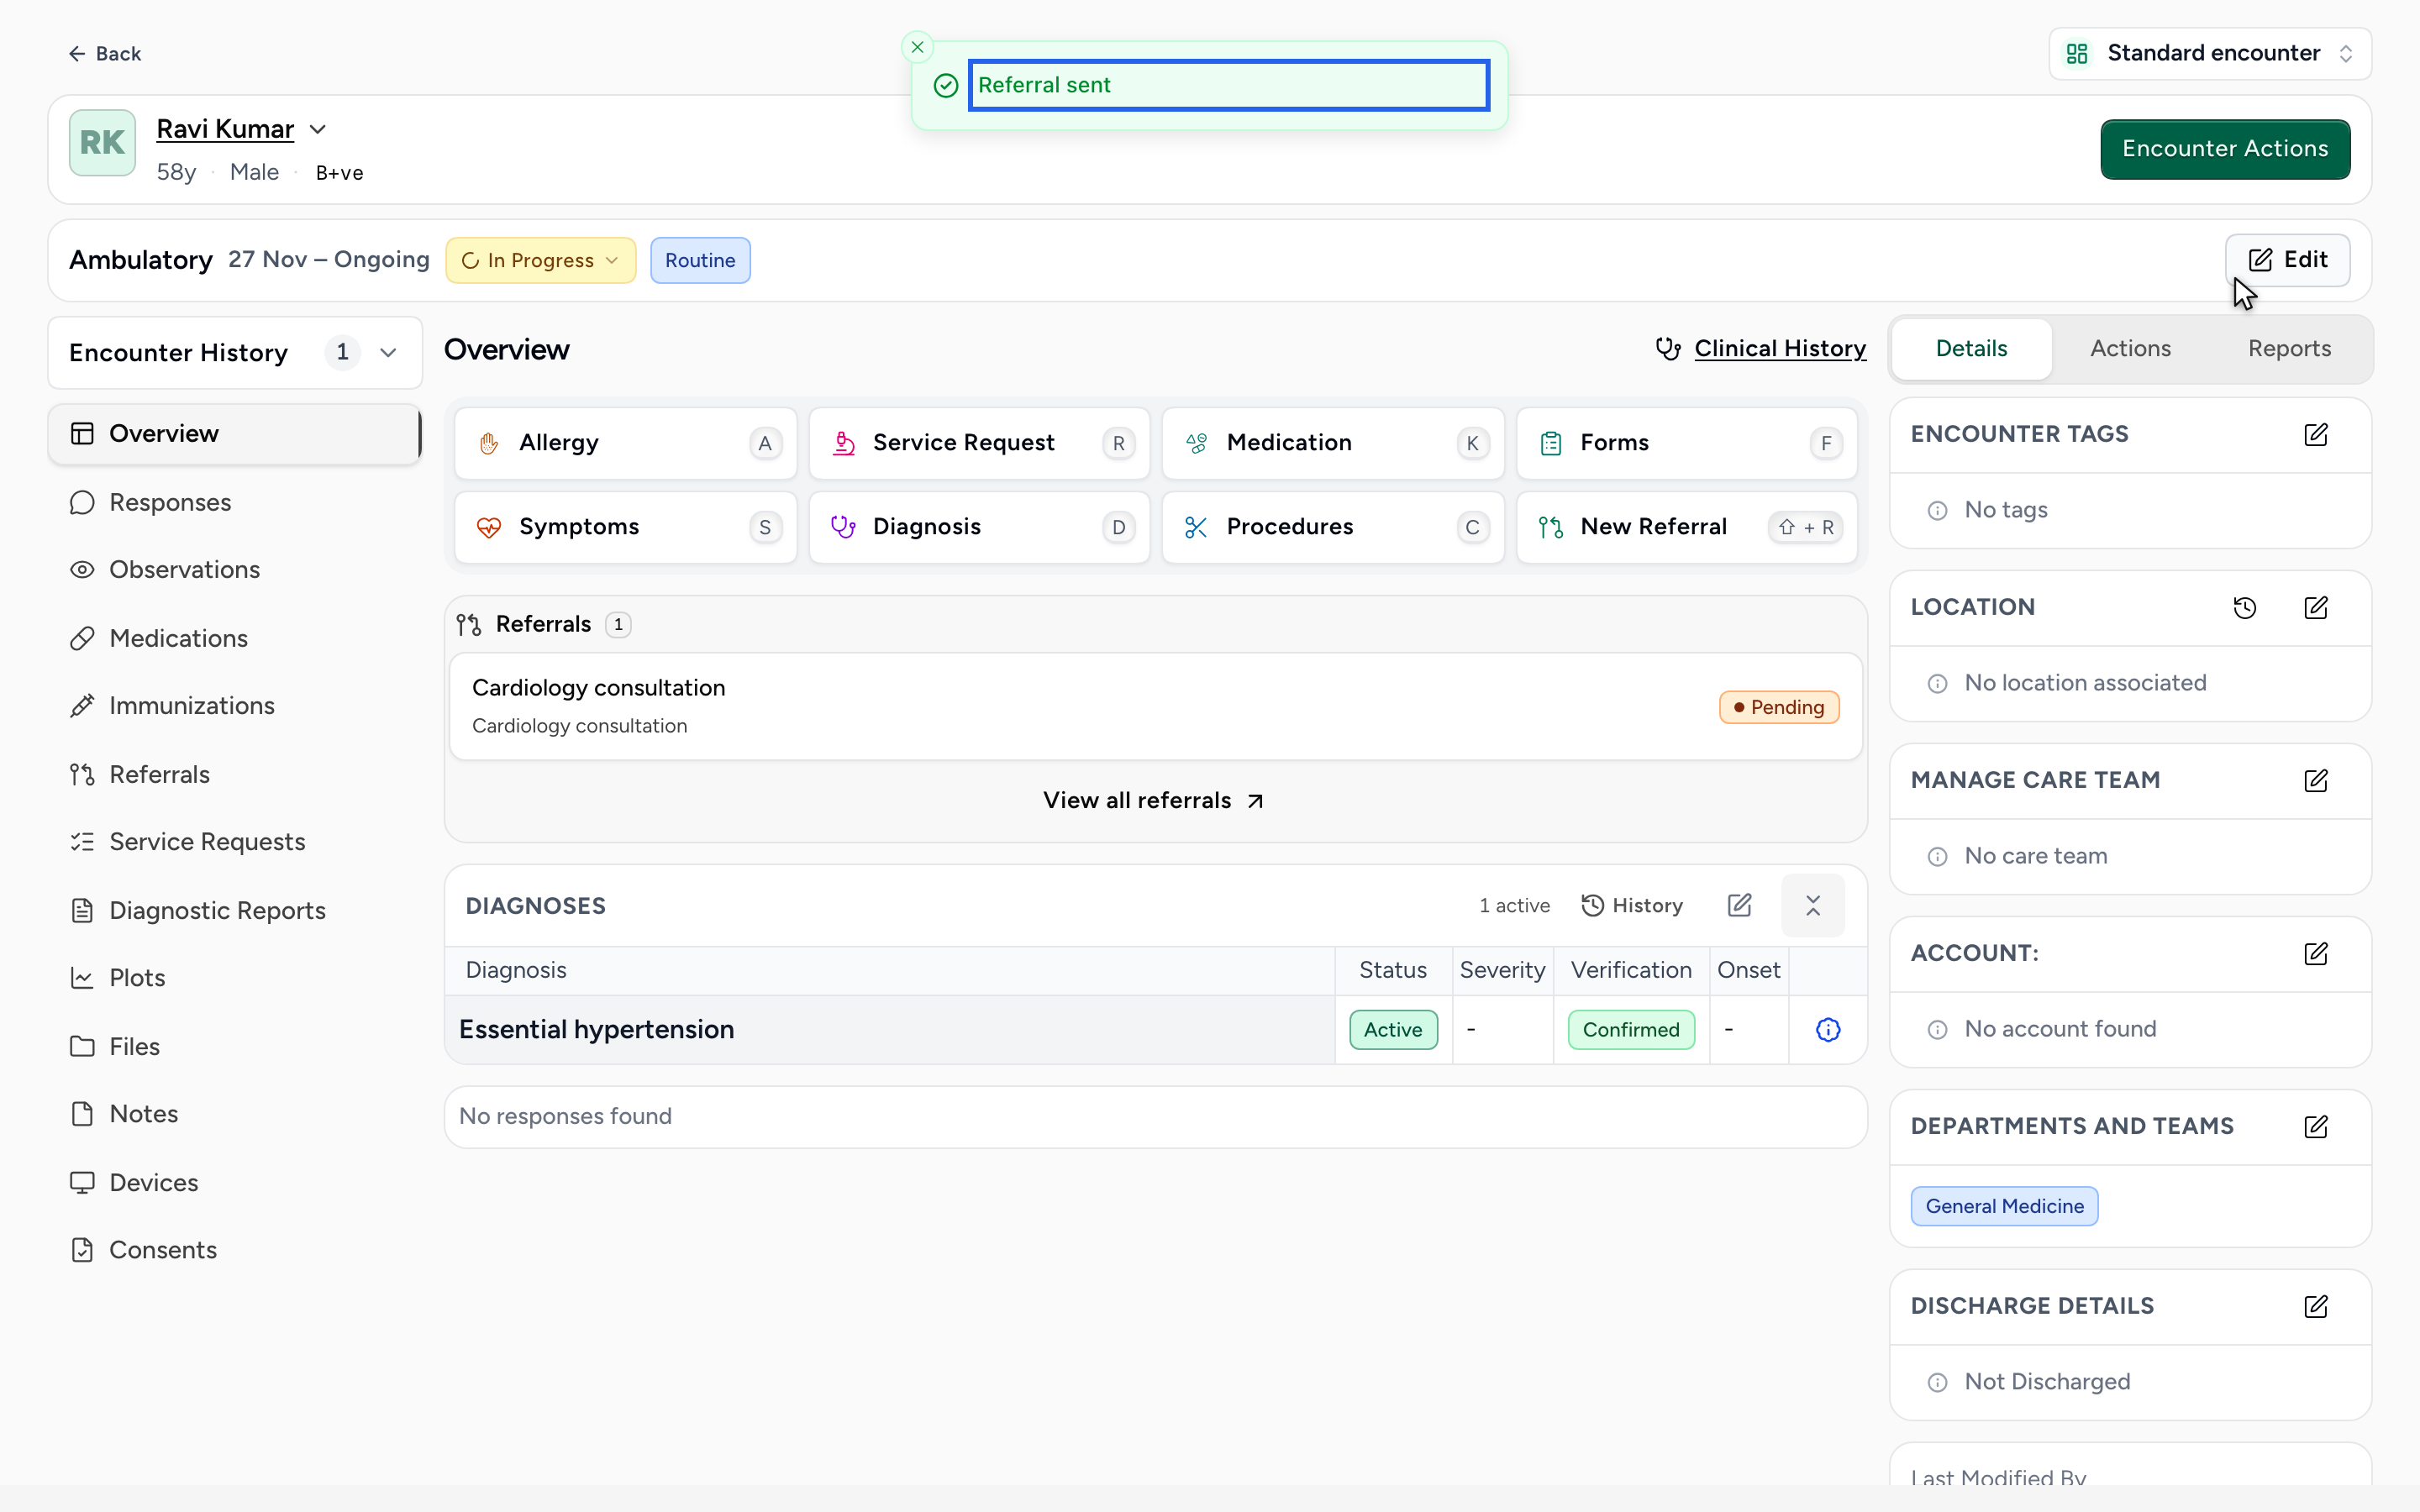 Back
Referral sent
Standard encounter
RK
Ravi Kumar
58y · Male · B+ve
Encounter Actions
Ambulatory 27 Nov – Ongoing In Progress Routine
Edit
Encounter History 1
Overview
Responses
Observations
Medications
Immunizations
Referrals
Service Requests
Diagnostic Reports
Plots
Files
Notes
Devices
Consents
Overview
Clinical History
Allergy A
Service Request R
Medication K
Forms F
Symptoms S
Diagnosis D
Procedures C
New Referral ⇧ + R
Referrals 1
Cardiology consultation
Cardiology consultation
Pending
View all referrals
DIAGNOSES
1 active History
Diagnosis Status Severity Verification Onset
Essential hypertension Active - Confirmed -
No responses found
Details Actions Reports
ENCOUNTER TAGS
No tags
LOCATION
No location associated
MANAGE CARE TEAM
No care team
ACCOUNT:
No account found
DEPARTMENTS AND TEAMS
General Medicine
DISCHARGE DETAILS
Not Discharged
Last Modified By